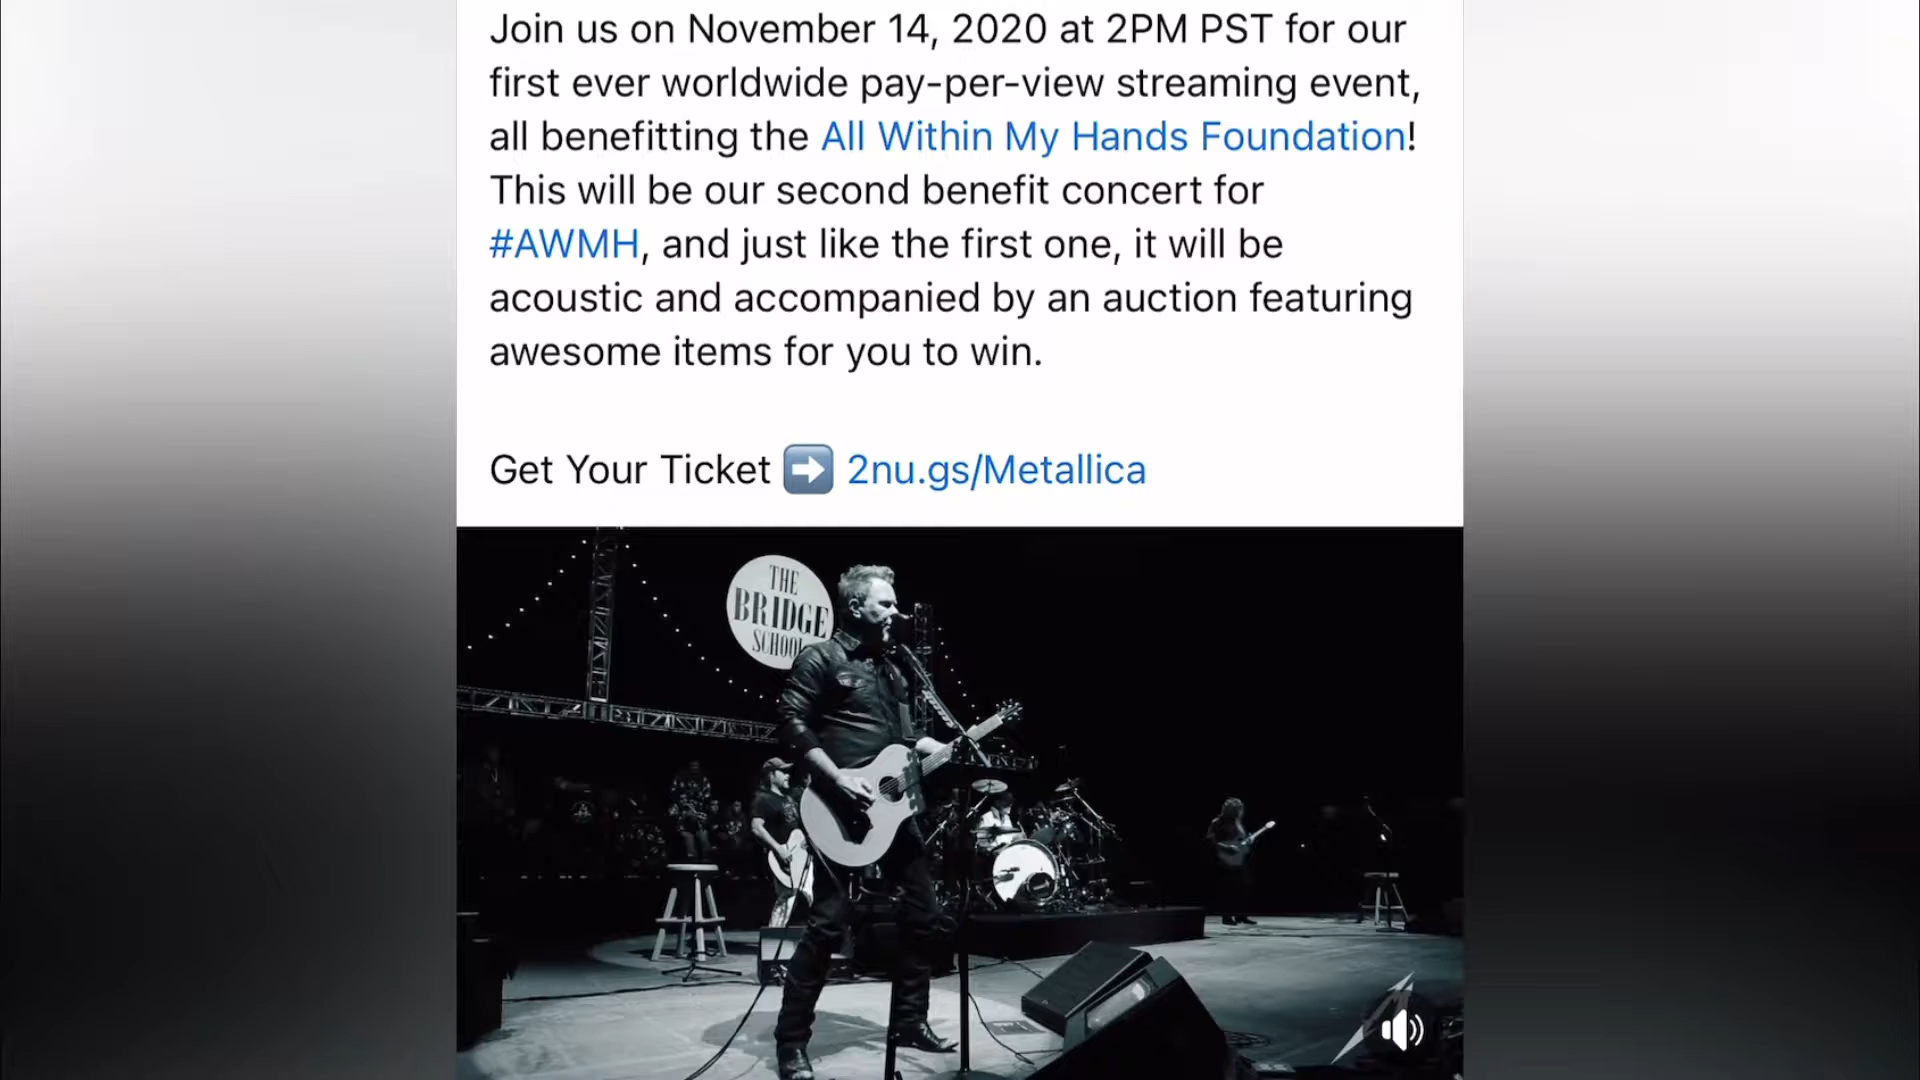 Join us on November 14, 2020 at 2PM PST for our
first ever worldwide pay-per-view streaming event,
all benefitting the All Within My Hands Foundation!
This will be our second benefit concert for
#AWMH, and just like the first one, it will be
acoustic and accompanied by an auction featuring
awesome items for you to win.
Get Your Ticket ➡️ 2nu.gs/Metallica
THE
BRIDGE
SCHOOL